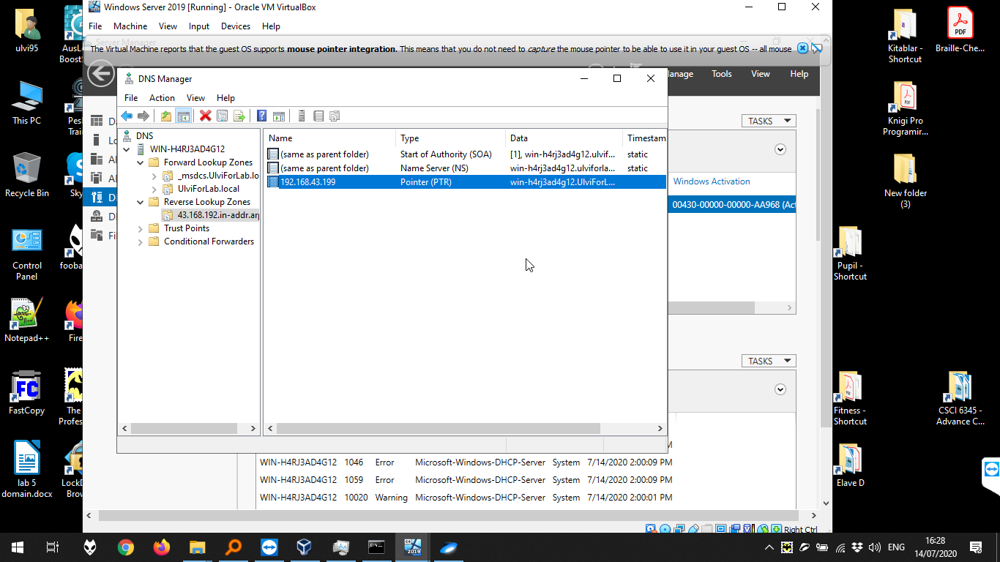 Windows Server 2019 [Running] - Oracle VM VirtualBox
File Machine View Input Devices Help
The Virtual Machine reports that the guest OS supports mouse pointer integration. This means that you do not need to capture the mouse pointer to be able to use it in your guest OS -- all mouse
Server Manager
anage Tools View Help
DNS Manager
File Action View Help
DNS
WIN-H4RJ3AD4G12
Forward Lookup Zones
_msdcs.UlviForLab.lo
UlviForLab.local
Reverse Lookup Zones
43.168.192.in-addr.arp
Trust Points
Conditional Forwarders
Name Type Data Timestam
(same as parent folder) Start of Authority (SOA) [1], win-h4rj3ad4g12.ulvif... static
(same as parent folder) Name Server (NS) win-h4rj3ad4g12.ulviforla... static
192.168.43.199 Pointer (PTR) win-h4rj3ad4g12.UlviForL...
TASKS
Windows Activation
00430-00000-00000-AA968 (Act
TASKS
WIN-H4RJ3AD4G12 1046 Error Microsoft-Windows-DHCP-Server System 7/14/2020 2:00:09 PM
WIN-H4RJ3AD4G12 1059 Error Microsoft-Windows-DHCP-Server System 7/14/2020 2:00:09 PM
WIN-H4RJ3AD4G12 10020 Warning Microsoft-Windows-DHCP-Server System 7/14/2020 2:00:01 PM
Right Ctrl
ulvi95
AusL
Boost
This PC
Pes
Trai
Recycle Bin
Sky
Control
Panel
fooba
Notepad++
Fire
FastCopy
The
Profes
lab 5
domain.docx
LockD
Brow
Kitablar -
Shortcut
Braille-Che...
PDF
Knigi Pro
Programir...
New folder
(3)
Pupil -
Shortcut
Fitness -
Shortcut
CSCI 6345 -
Advance C...
Elave D
ENG
16:28
14/07/2020